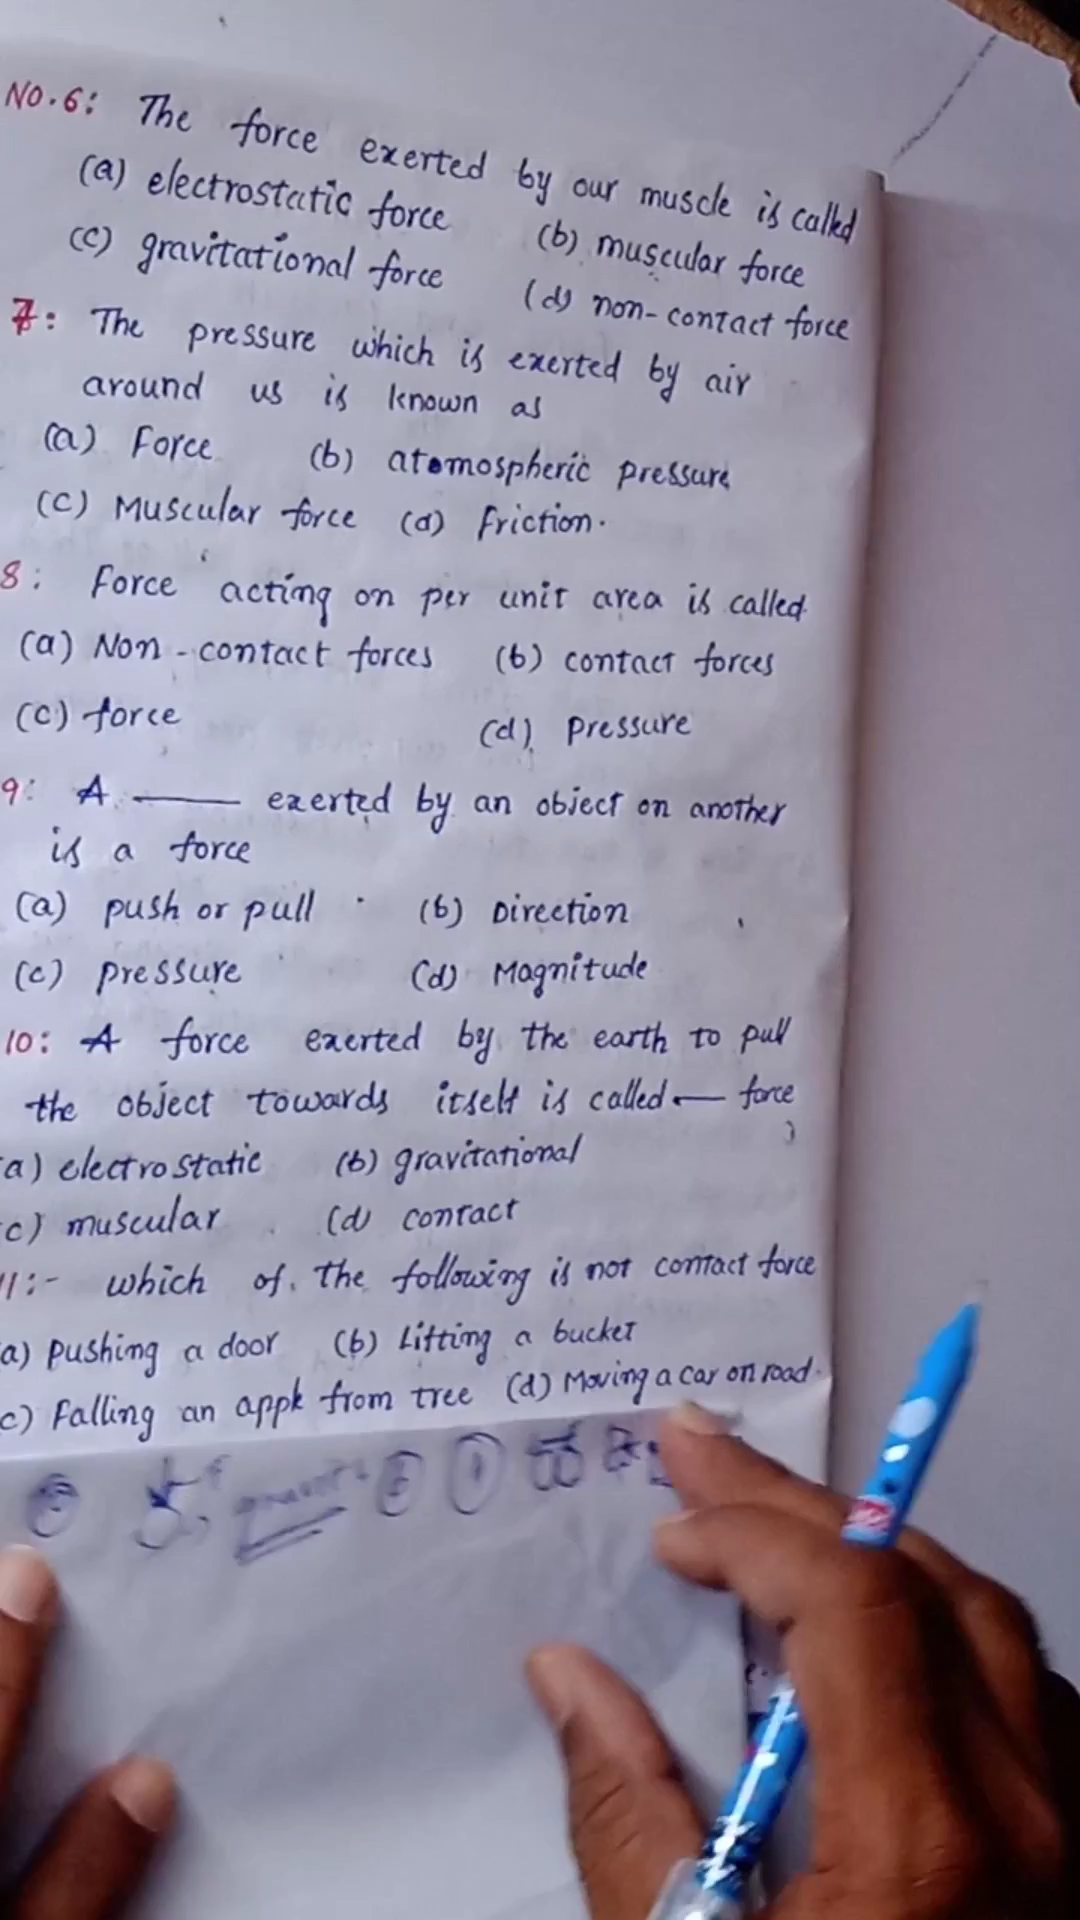 NO.6: The force exerted by our muscle is called
(a) electrostatic force (b) muscular force
(c) gravitational force (d) non-contact force
7: The pressure which is exerted by air
around us is known as
(a) Force (b) atomospheric pressure
(c) Muscular force (d) Friction.
8: Force acting on per unit area is called
(a) Non-contact forces (b) contact forces
(c) force (d) Pressure
9: A — exerted by an object on another
is a force
(a) push or pull (b) Direction
(c) pressure (d) Magnitude
10: A force exerted by the earth to pull
the object towards itself is called — force
a) electrostatic (b) gravitational
c) muscular (d) contact
11:- which of the following is not contact force
a) pushing a door (b) Lifting a bucket
c) Falling an apple from tree (d) Moving a car on road.